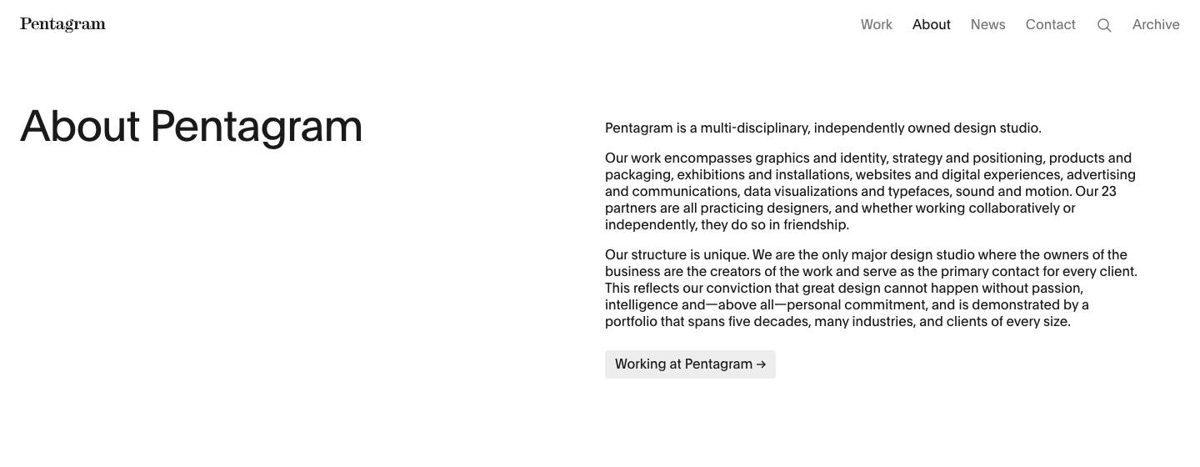 Pentagram
Work About News Contact Archive
About Pentagram
Pentagram is a multi-disciplinary, independently owned design studio.
Our work encompasses graphics and identity, strategy and positioning, products and
packaging, exhibitions and installations, websites and digital experiences, advertising
and communications, data visualizations and typefaces, sound and motion. Our 23
partners are all practicing designers, and whether working collaboratively or
independently, they do so in friendship.
Our structure is unique. We are the only major design studio where the owners of the
business are the creators of the work and serve as the primary contact for every client.
This reflects our conviction that great design cannot happen without passion,
intelligence and—above all—personal commitment, and is demonstrated by a
portfolio that spans five decades, many industries, and clients of every size.
Working at Pentagram →